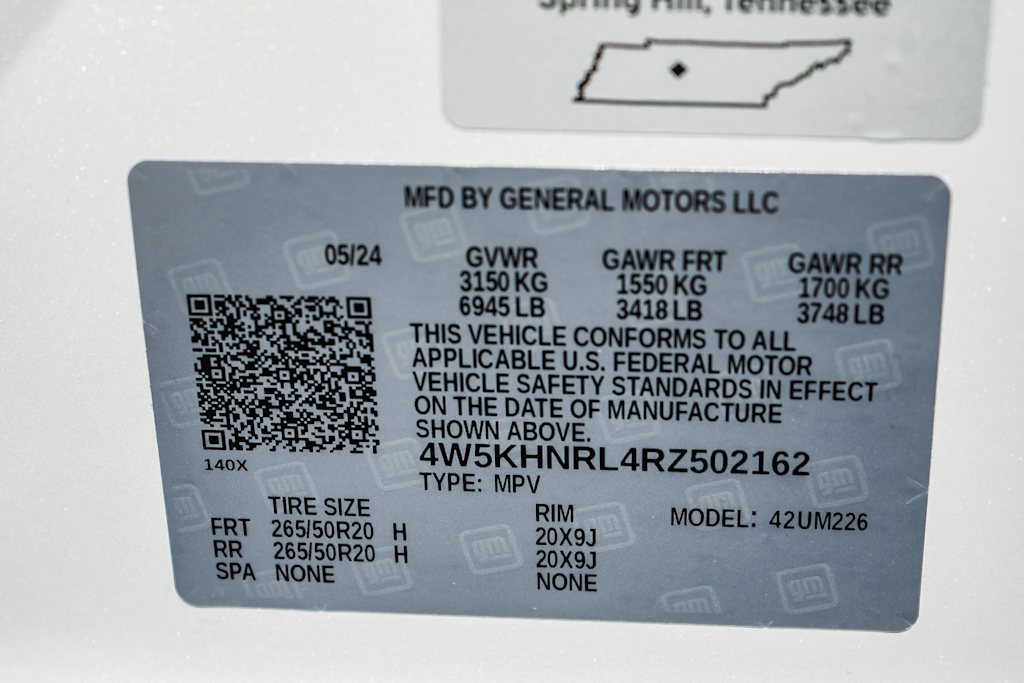 Spring Hill, Tennessee
MFD BY GENERAL MOTORS LLC
05/24 GVWR GAWR FRT GAWR RR
3150 KG 1550 KG 1700 KG
6945 LB 3418 LB 3748 LB
THIS VEHICLE CONFORMS TO ALL
APPLICABLE U.S. FEDERAL MOTOR
VEHICLE SAFETY STANDARDS IN EFFECT
ON THE DATE OF MANUFACTURE
SHOWN ABOVE.
4W5KHNRL4RZ502162
140X
TYPE: MPV
TIRE SIZE RIM MODEL: 42UM226
FRT 265/50R20 H 20X9J
RR 265/50R20 H 20X9J
SPA NONE NONE